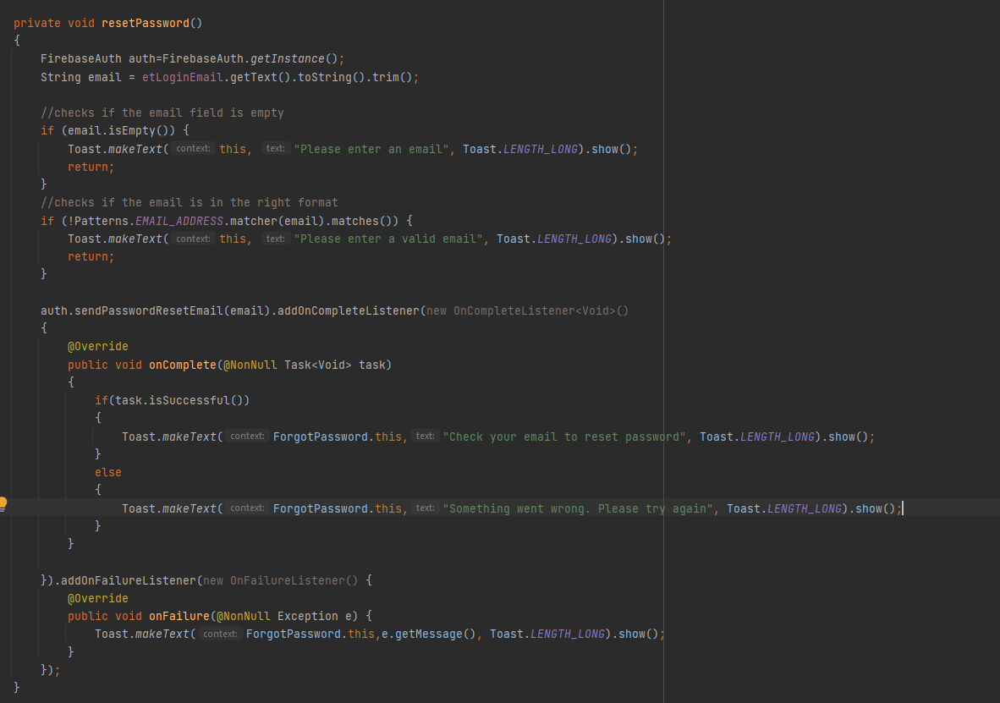 private void resetPassword()
{
    FirebaseAuth auth=FirebaseAuth.getInstance();
    String email = etLoginEmail.getText().toString().trim();

    //checks if the email field is empty
    if (email.isEmpty()) {
        Toast.makeText( context: this, text: "Please enter an email", Toast.LENGTH_LONG).show();
        return;
    }
    //checks if the email is in the right format
    if (!Patterns.EMAIL_ADDRESS.matcher(email).matches()) {
        Toast.makeText( context: this, text: "Please enter a valid email", Toast.LENGTH_LONG).show();
        return;
    }

    auth.sendPasswordResetEmail(email).addOnCompleteListener(new OnCompleteListener<Void>()
    {
        @Override
        public void onComplete(@NonNull Task<Void> task)
        {
            if(task.isSuccessful())
            {
                Toast.makeText( context: ForgotPassword.this, text: "Check your email to reset password", Toast.LENGTH_LONG).show();
            }
            else
            {
                Toast.makeText( context: ForgotPassword.this, text: "Something went wrong. Please try again", Toast.LENGTH_LONG).show();
            }
        }

    }).addOnFailureListener(new OnFailureListener() {
        @Override
        public void onFailure(@NonNull Exception e) {
            Toast.makeText( context: ForgotPassword.this,e.getMessage(), Toast.LENGTH_LONG).show();
        }
    });
}